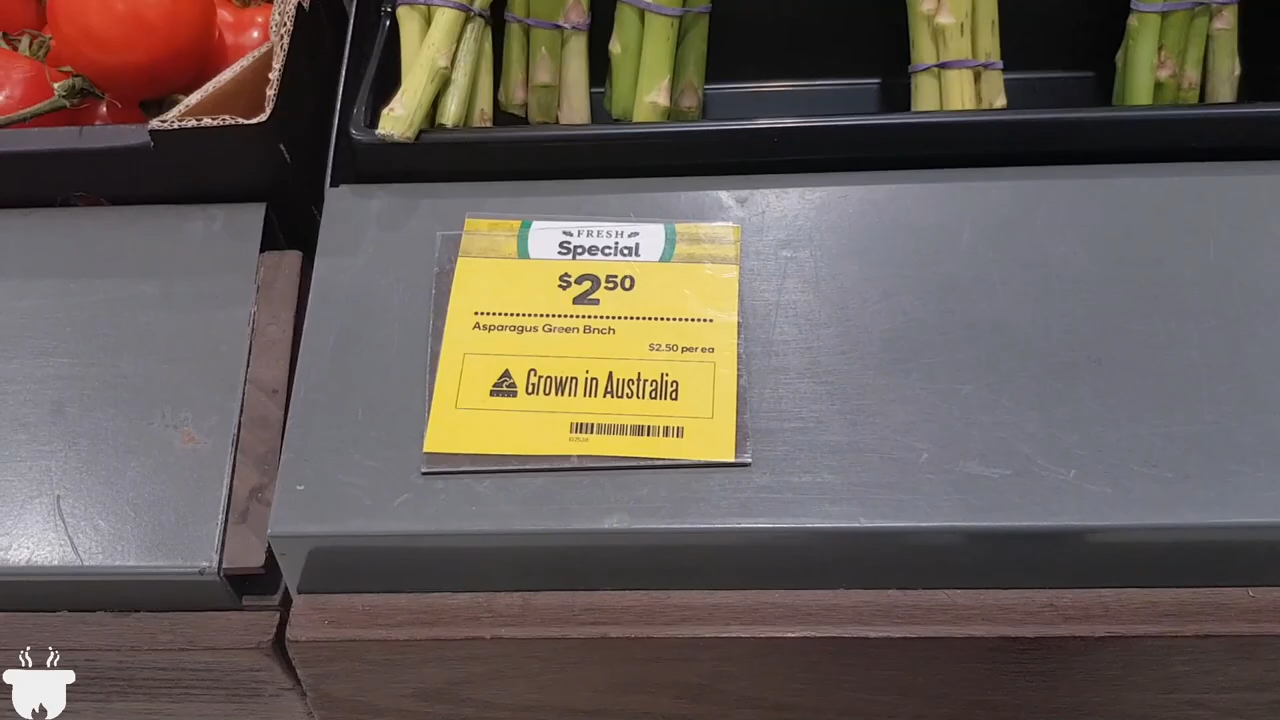 FRESH
Special
$2.50
Asparagus Green Bnch
$2.50 per ea
Grown in Australia